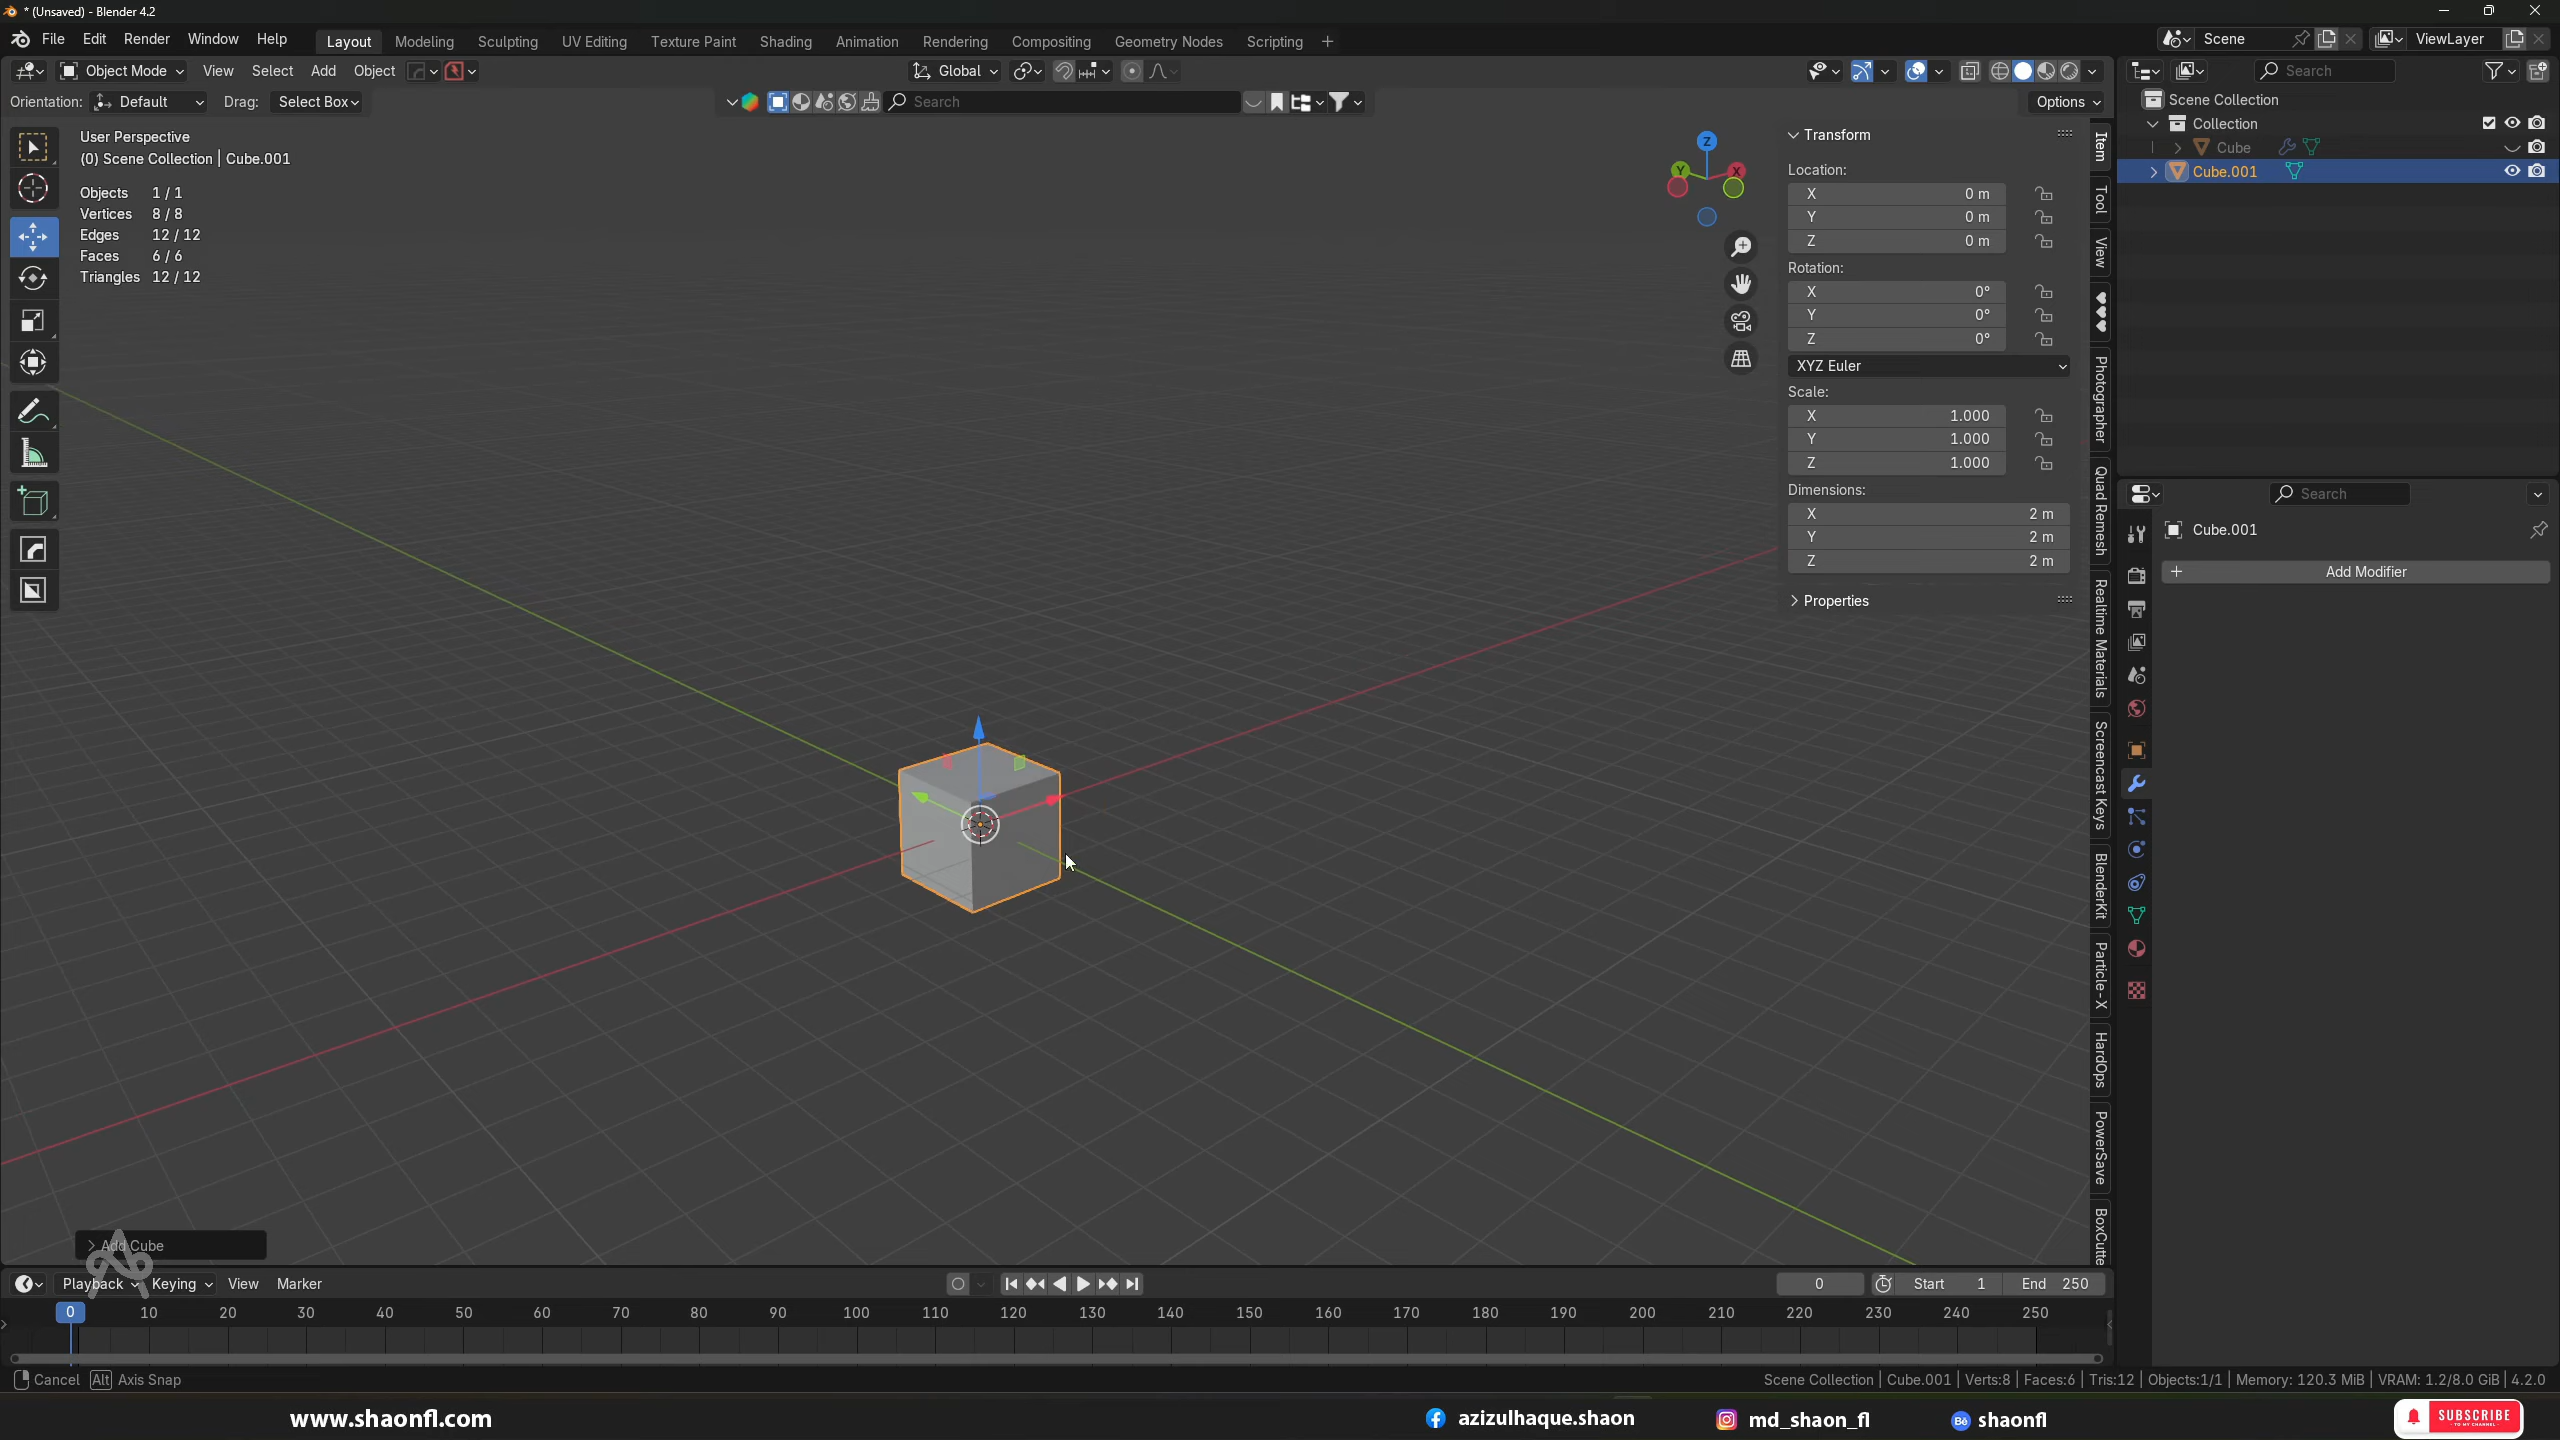 * (Unsaved) - Blender 4.2
File Edit Render Window Help Layout Modeling Sculpting UV Editing Texture Paint Shading Animation Rendering Compositing Geometry Nodes Scripting + Scene ViewLayer
Object Mode View Select Add Object Global Search
Orientation: Default Drag: Select Box Search Options
Scene Collection
Collection
Cube
Cube.001
User Perspective
(0) Scene Collection | Cube.001
Objects 1 / 1
Vertices 8 / 8
Edges 12 / 12
Faces 6 / 6
Triangles 12 / 12
Z
Y
X
Transform
Location:
X 0 m
Y 0 m
Z 0 m
Rotation:
X 0°
Y 0°
Z 0°
XYZ Euler
Scale:
X 1.000
Y 1.000
Z 1.000
Dimensions:
X 2 m
Y 2 m
Z 2 m
Properties
Item
Tool
View
Photographer
Quad Remesh
Realtime Materials
Screencast Keys
BlenderKit
Particle-X
HardOps
PowerSave
BoxCutte
Search
Cube.001
+ Add Modifier
Add Cube
Playback Keying View Marker 0 Start 1 End 250
0 10 20 30 40 50 60 70 80 90 100 110 120 130 140 150 160 170 180 190 200 210 220 230 240 250
Cancel Alt Axis Snap
Scene Collection | Cube.001 | Verts:8 | Faces:6 | Tris:12 | Objects:1/1 | Memory: 120.3 MiB | VRAM: 1.2/8.0 GiB | 4.2.0
www.shaonfl.com azizulhaque.shaon md_shaon_fl Bē shaonfl SUBSCRIBE